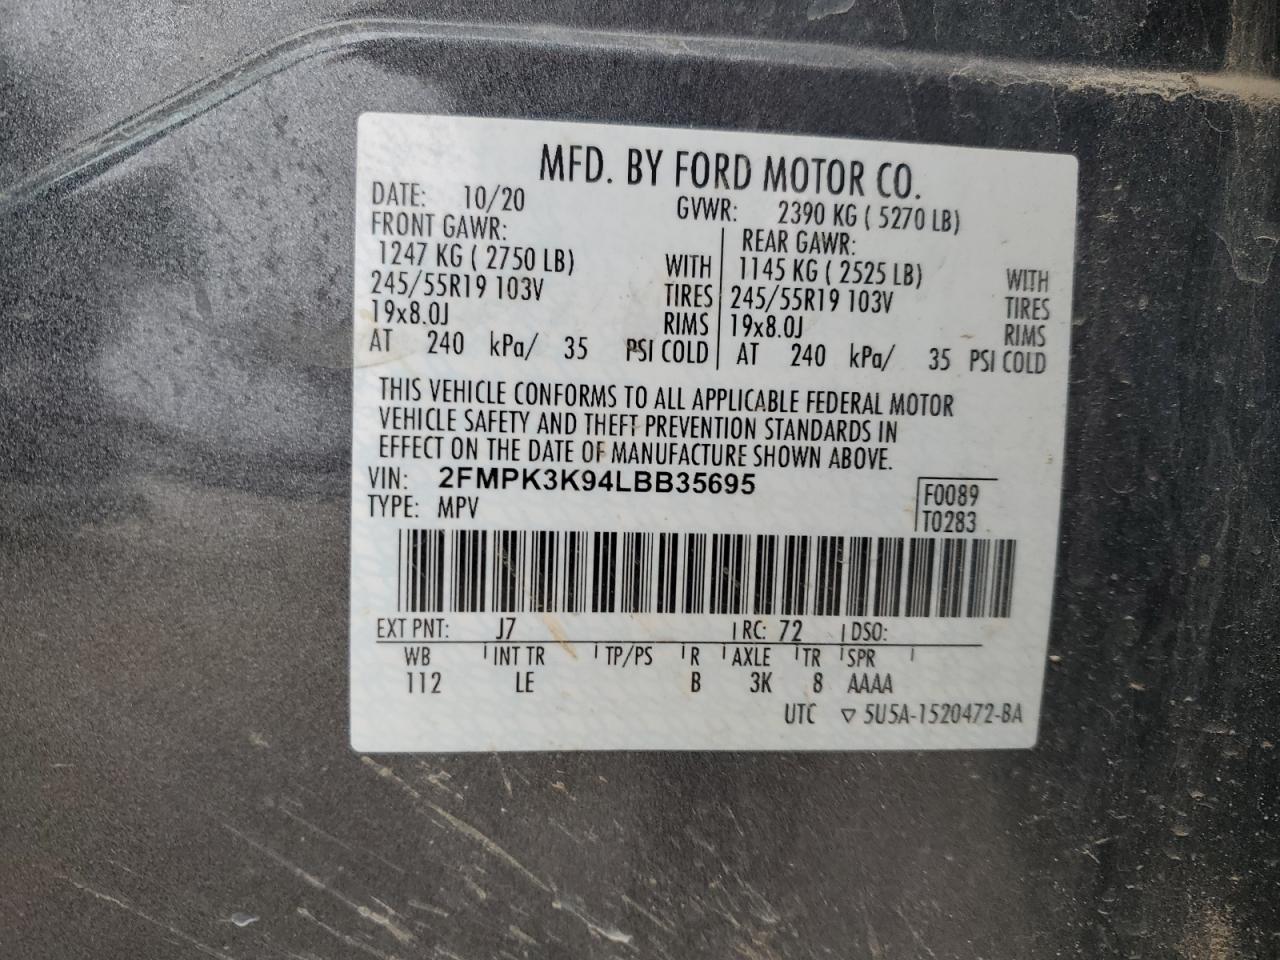 MFD. BY FORD MOTOR CO.
DATE: 10/20 GVWR: 2390 KG ( 5270 LB)
FRONT GAWR: REAR GAWR:
1247 KG ( 2750 LB) WITH 1145 KG ( 2525 LB) WITH
245/55R19 103V TIRES 245/55R19 103V TIRES
19x8.0J RIMS 19x8.0J RIMS
AT 240 kPa/ 35 PSI COLD AT 240 kPa/ 35 PSI COLD
THIS VEHICLE CONFORMS TO ALL APPLICABLE FEDERAL MOTOR
VEHICLE SAFETY AND THEFT PREVENTION STANDARDS IN
EFFECT ON THE DATE OF MANUFACTURE SHOWN ABOVE.
VIN: 2FMPK3K94LBB35695 F0089
TYPE: MPV T0283
EXT PNT: J7 RC: 72 DSO:
WB INT TR TP/PS R AXLE TR SPR
112 LE B 3K 8 AAAA
UTC ▽ 5U5A-1520472-BA